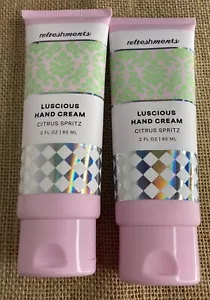 refreshments
LUSCIOUS
HAND CREAM
CITRUS SPRITZ
2 FL OZ | 60 ML
refreshments
LUSCIOUS
HAND CREAM
CITRUS SPRITZ
2 FL OZ | 60 ML